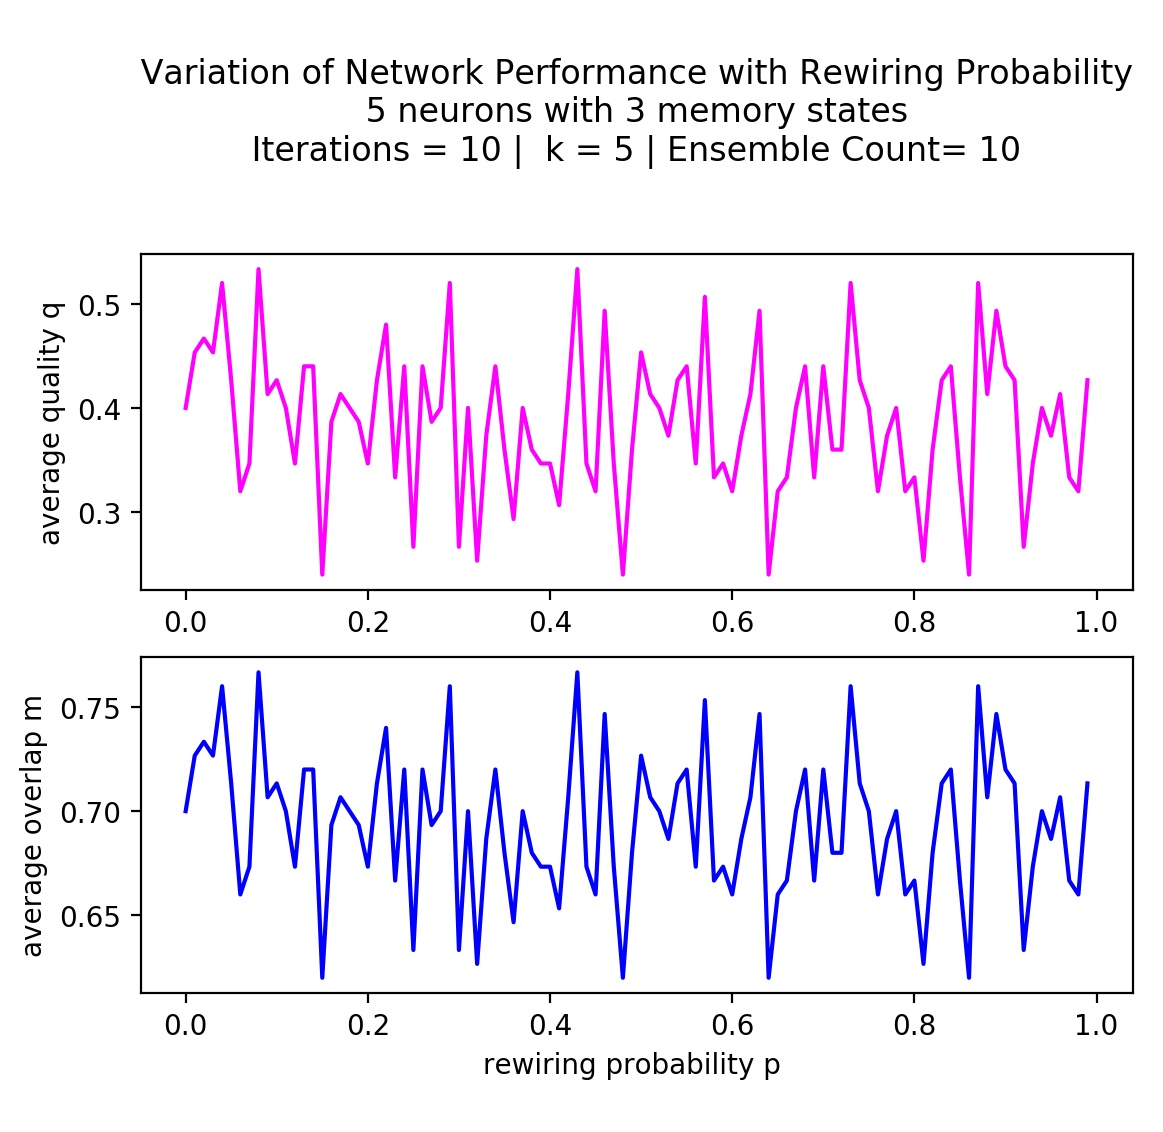 Variation of Network Performance with Rewiring Probability
5 neurons with 3 memory states
Iterations = 10 |  k = 5 | Ensemble Count= 10
average quality q
0.5
0.4
0.3
0.0 0.2 0.4 0.6 0.8 1.0
average overlap m
0.75
0.70
0.65
0.0 0.2 0.4 0.6 0.8 1.0
rewiring probability p